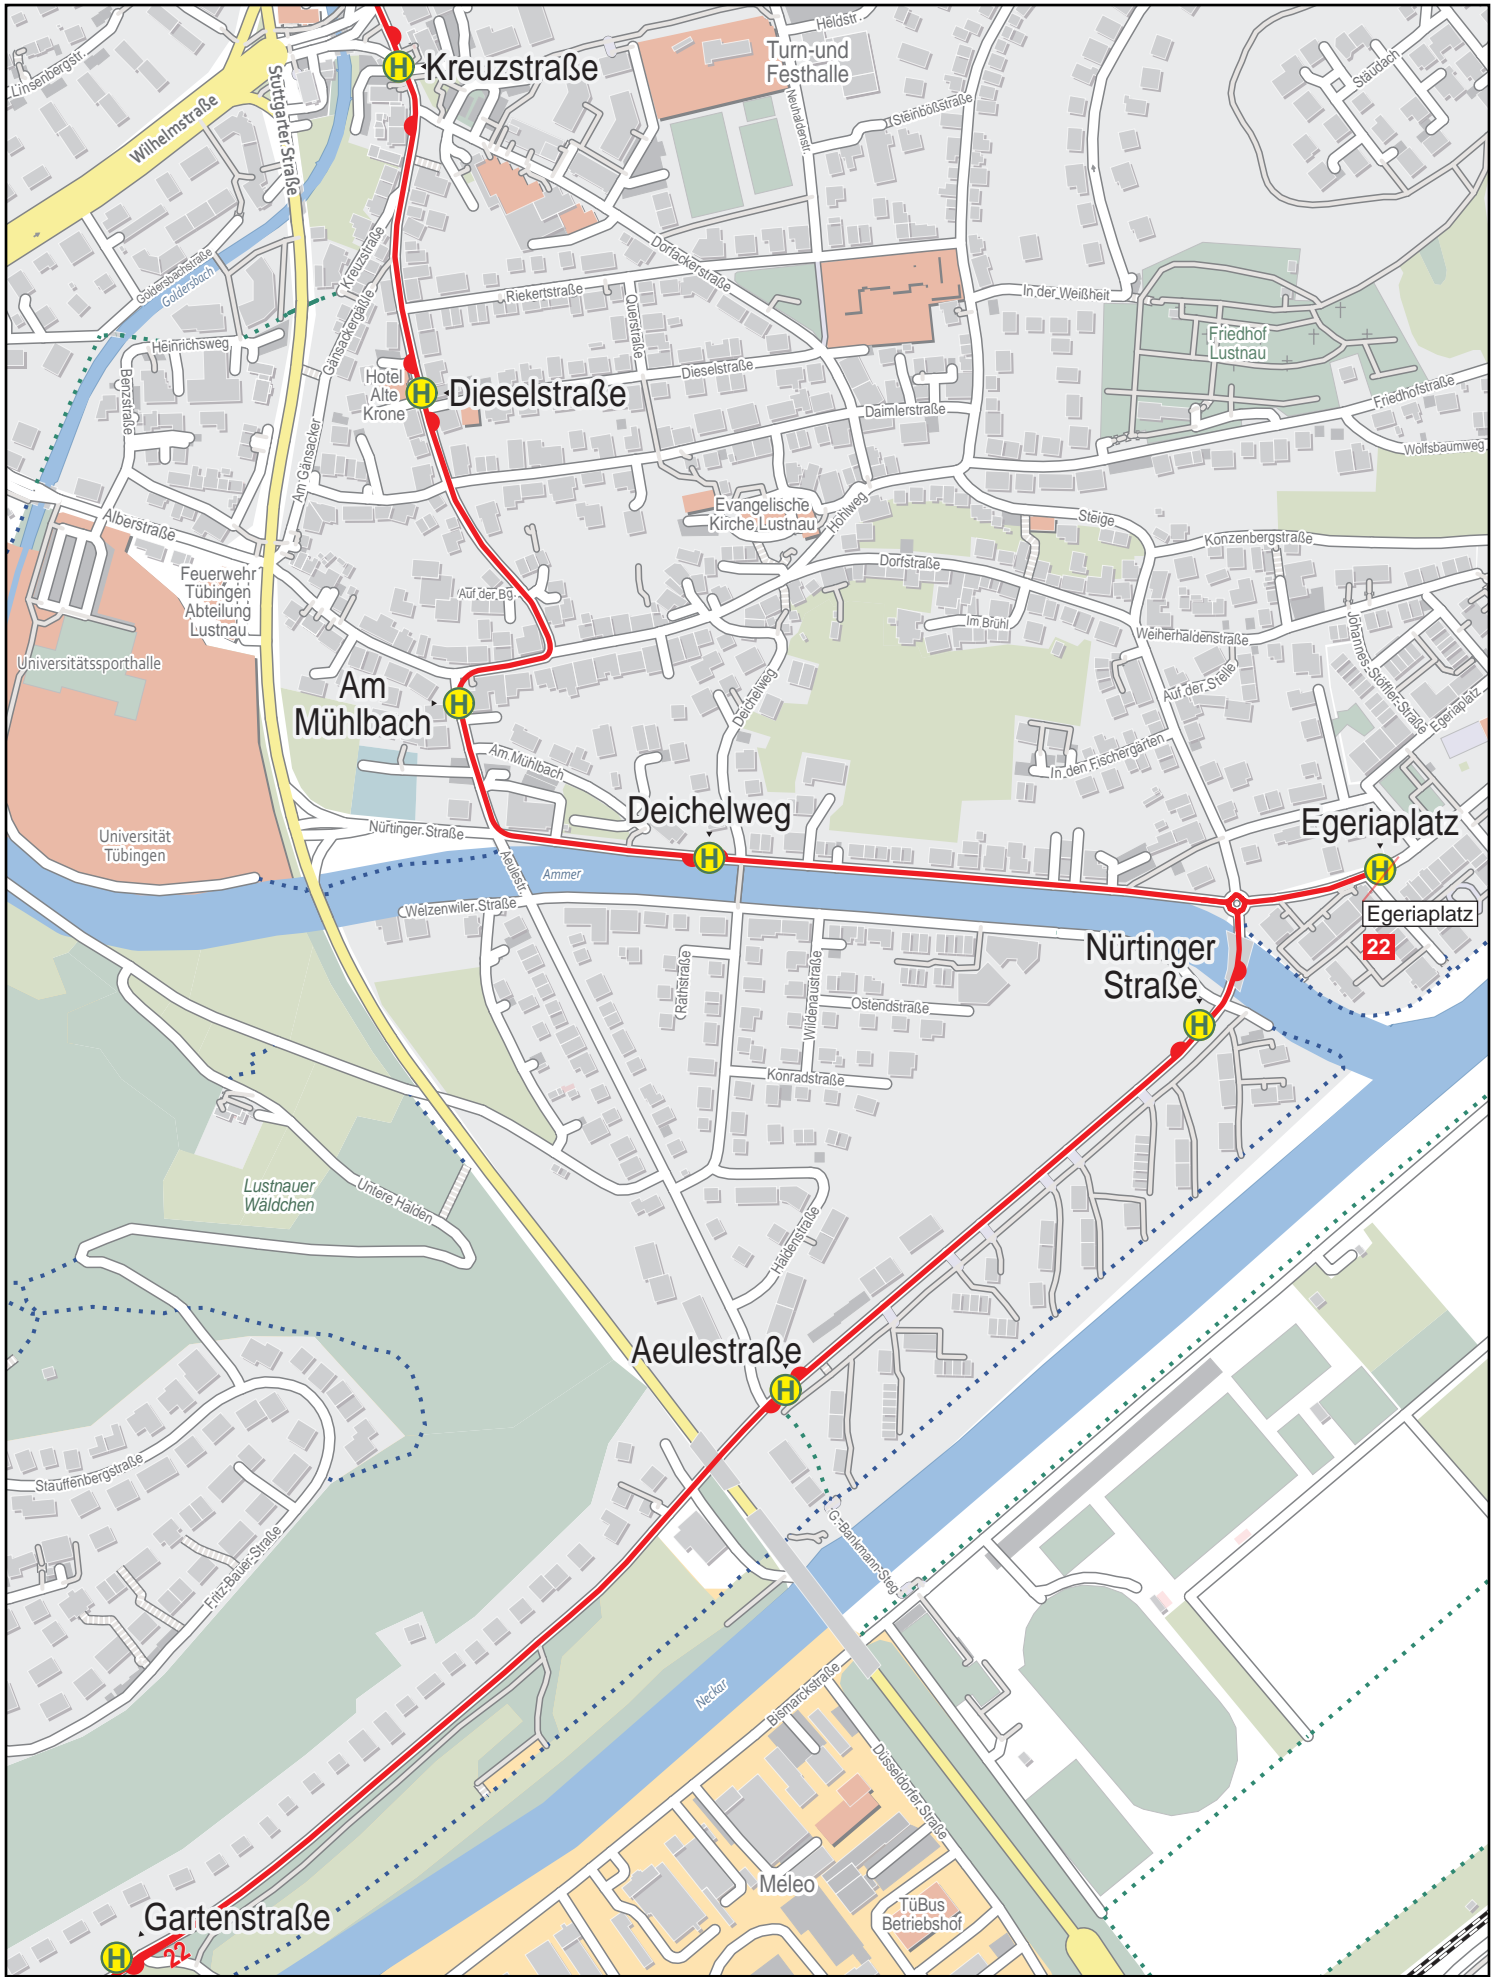 Heldstr.
Turn-und
Festhalle
Linsenbergstr.
Kreuzstraße
Stuttgarter Straße
Wilhelmstraße
Neuhaldenstr.
Steinbößstraße
Stäudach
Goldersbachstraße
Goldersbach
Kreuzstraße
Dorfackerstraße
Riekertstraße
Querstraße
In der Weißheit
Friedhof
Lustnau
Heinrichsweg
Gänsackergäßle
Benzstraße
Hotel
Alte
Krone
Dieselstraße
Dieselstraße
Daimlerstraße
Friedhofstraße
Wolfsbaumweg
Am Gänsacker
Alberstraße
Evangelische
Kirche Lustnau
Hohlweg
Steige
Konzenbergstraße
Dorfstraße
Feuerwehr
Tübingen
Abteilung
Lustnau
Auf der Bg.
Im Brühl
Weiherhaldenstraße
Johannes-Stöffler-Straße
Universitätssporthalle
Am
Mühlbach
Deichelweg
Auf der Stelle
Egeriaplatz
In den Fischergärten
Am Mühlbach
Deichelweg
Egeriaplatz
Universität
Tübingen
Nürtinger Straße
Aeulestr.
Ammer
Welzenwiler Straße
Egeriaplatz
22
Nürtinger
Straße
Räthstraße
Wildenaustraße
Ostendstraße
Konradstraße
Lustnauer
Wäldchen
Untere Halden
Haldenstraße
Aeulestraße
Stauffenbergstraße
Fritz-Bauer-Straße
G.-Bankmann-Steg
Neckar
Bismarckstraße
Düsseldorfer Straße
Meleo
TüBus
Betriebshof
Gartenstraße
22
H
H
H
H
H
H
H
H